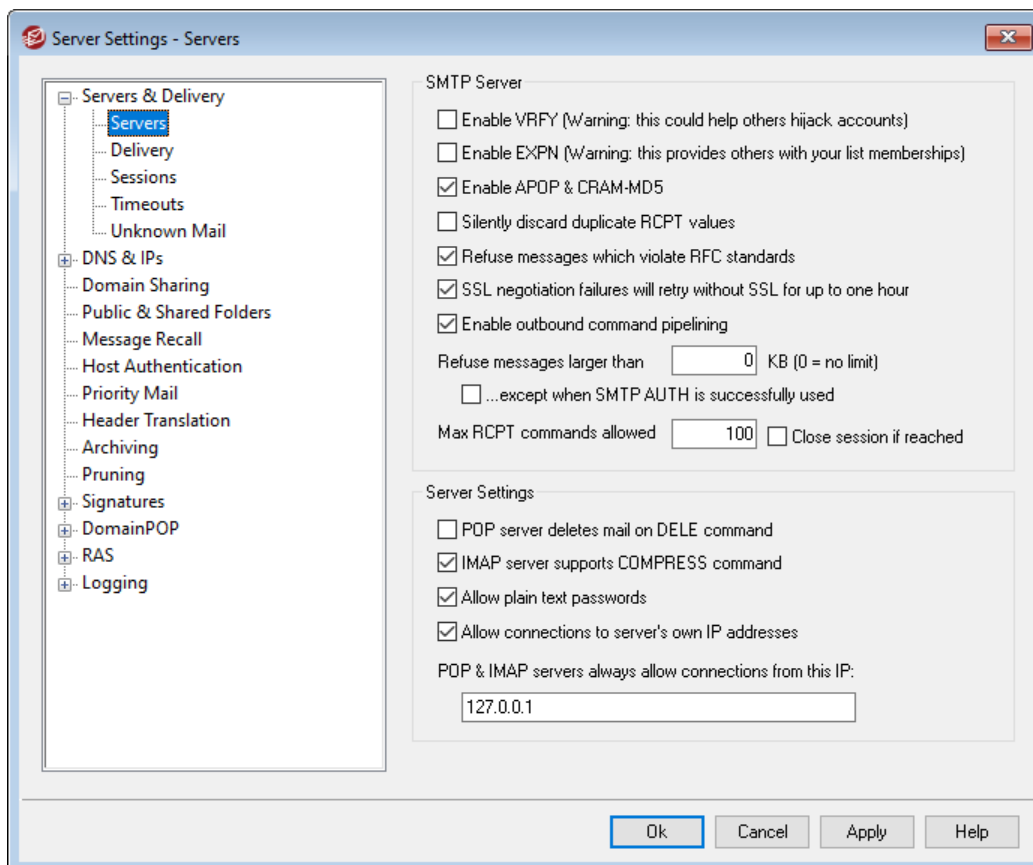 Server Settings - Servers
Servers & Delivery
Servers
Delivery
Sessions
Timeouts
Unknown Mail
DNS & IPs
Domain Sharing
Public & Shared Folders
Message Recall
Host Authentication
Priority Mail
Header Translation
Archiving
Pruning
Signatures
DomainPOP
RAS
Logging
SMTP Server
Enable VRFY (Warning: this could help others hijack accounts)
Enable EXPN (Warning: this provides others with your list memberships)
Enable APOP & CRAM-MD5
Silently discard duplicate RCPT values
Refuse messages which violate RFC standards
SSL negotiation failures will retry without SSL for up to one hour
Enable outbound command pipelining
Refuse messages larger than 0 KB (0 = no limit)
...except when SMTP AUTH is successfully used
Max RCPT commands allowed 100 Close session if reached
Server Settings
POP server deletes mail on DELE command
IMAP server supports COMPRESS command
Allow plain text passwords
Allow connections to server's own IP addresses
POP & IMAP servers always allow connections from this IP:
127.0.0.1
Ok Cancel Apply Help